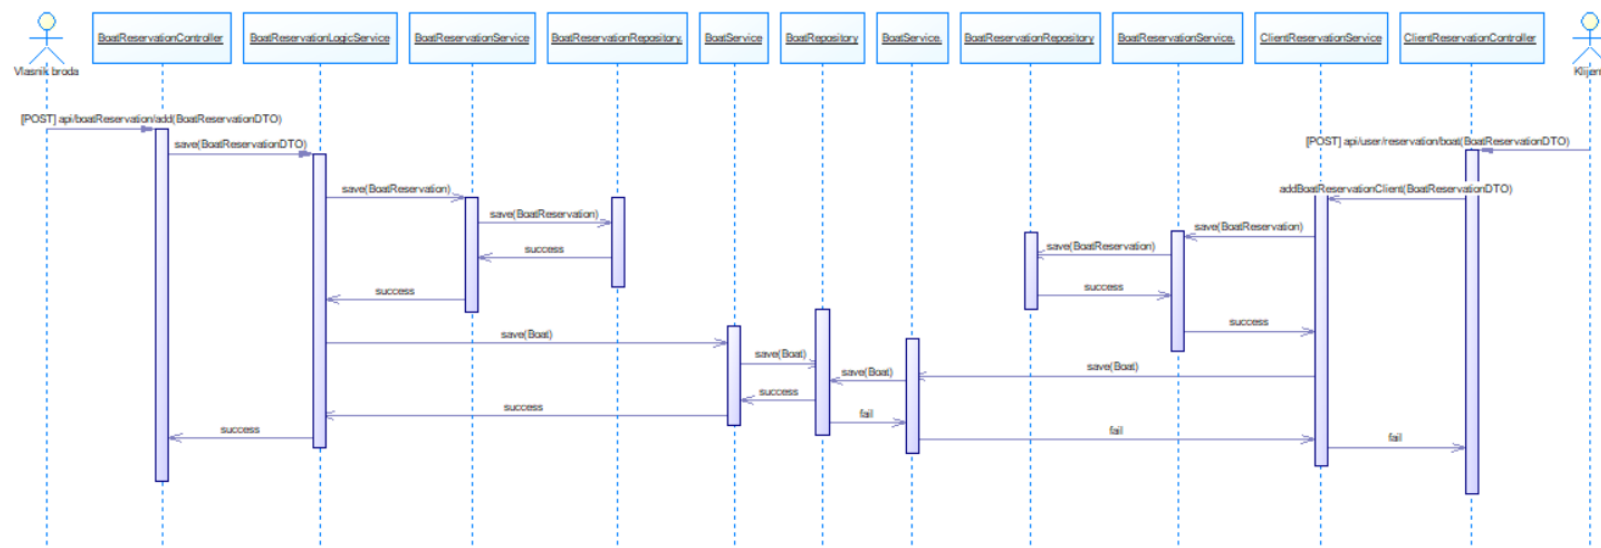 BoatReservationController
BoatReservationLogicService
BoatReservationService
BoatReservationRepository.
BoatService
BoatRepository
BoatService.
BoatReservationRepository
BoatReservationService.
ClientReservationService
ClientReservationController
Vlasnik broda
Klijent
[POST] api/boatReservation/add(BoatReservationDTO)
[POST] api/user/reservation/boat(BoatReservationDTO)
save(BoatReservationDTO)
save(BoatReservation)
addBoatReservationClient(BoatReservationDTO)
save(BoatReservation)
save(BoatReservation)
save(BoatReservation)
success
success
success
success
save(Boat)
save(Boat)
save(Boat)
save(Boat)
success
success
fail
success
fail
fail